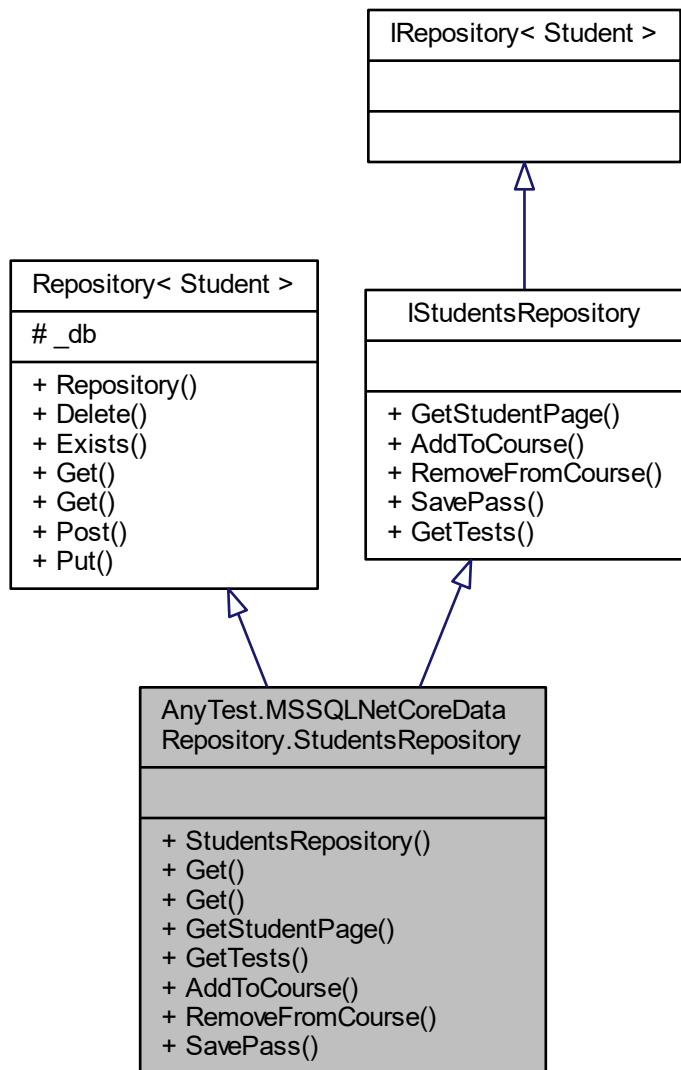 IRepository< Student >
Repository< Student >
# _db
+ Repository()
+ Delete()
+ Exists()
+ Get()
+ Get()
+ Post()
+ Put()
IStudentsRepository
+ GetStudentPage()
+ AddToCourse()
+ RemoveFromCourse()
+ SavePass()
+ GetTests()
AnyTest.MSSQLNetCoreData
Repository.StudentsRepository
+ StudentsRepository()
+ Get()
+ Get()
+ GetStudentPage()
+ GetTests()
+ AddToCourse()
+ RemoveFromCourse()
+ SavePass()